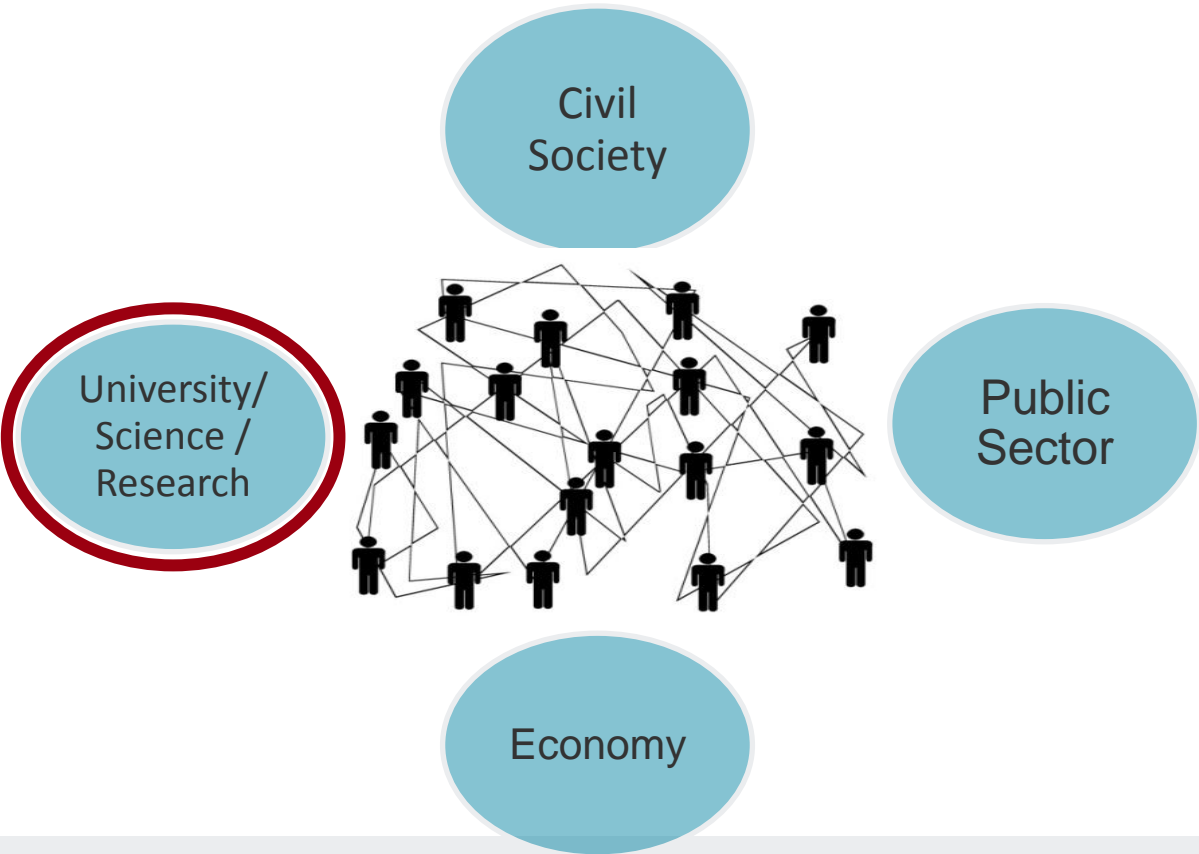 Civil
Society
University/
Science /
Research
Public
Sector
Economy